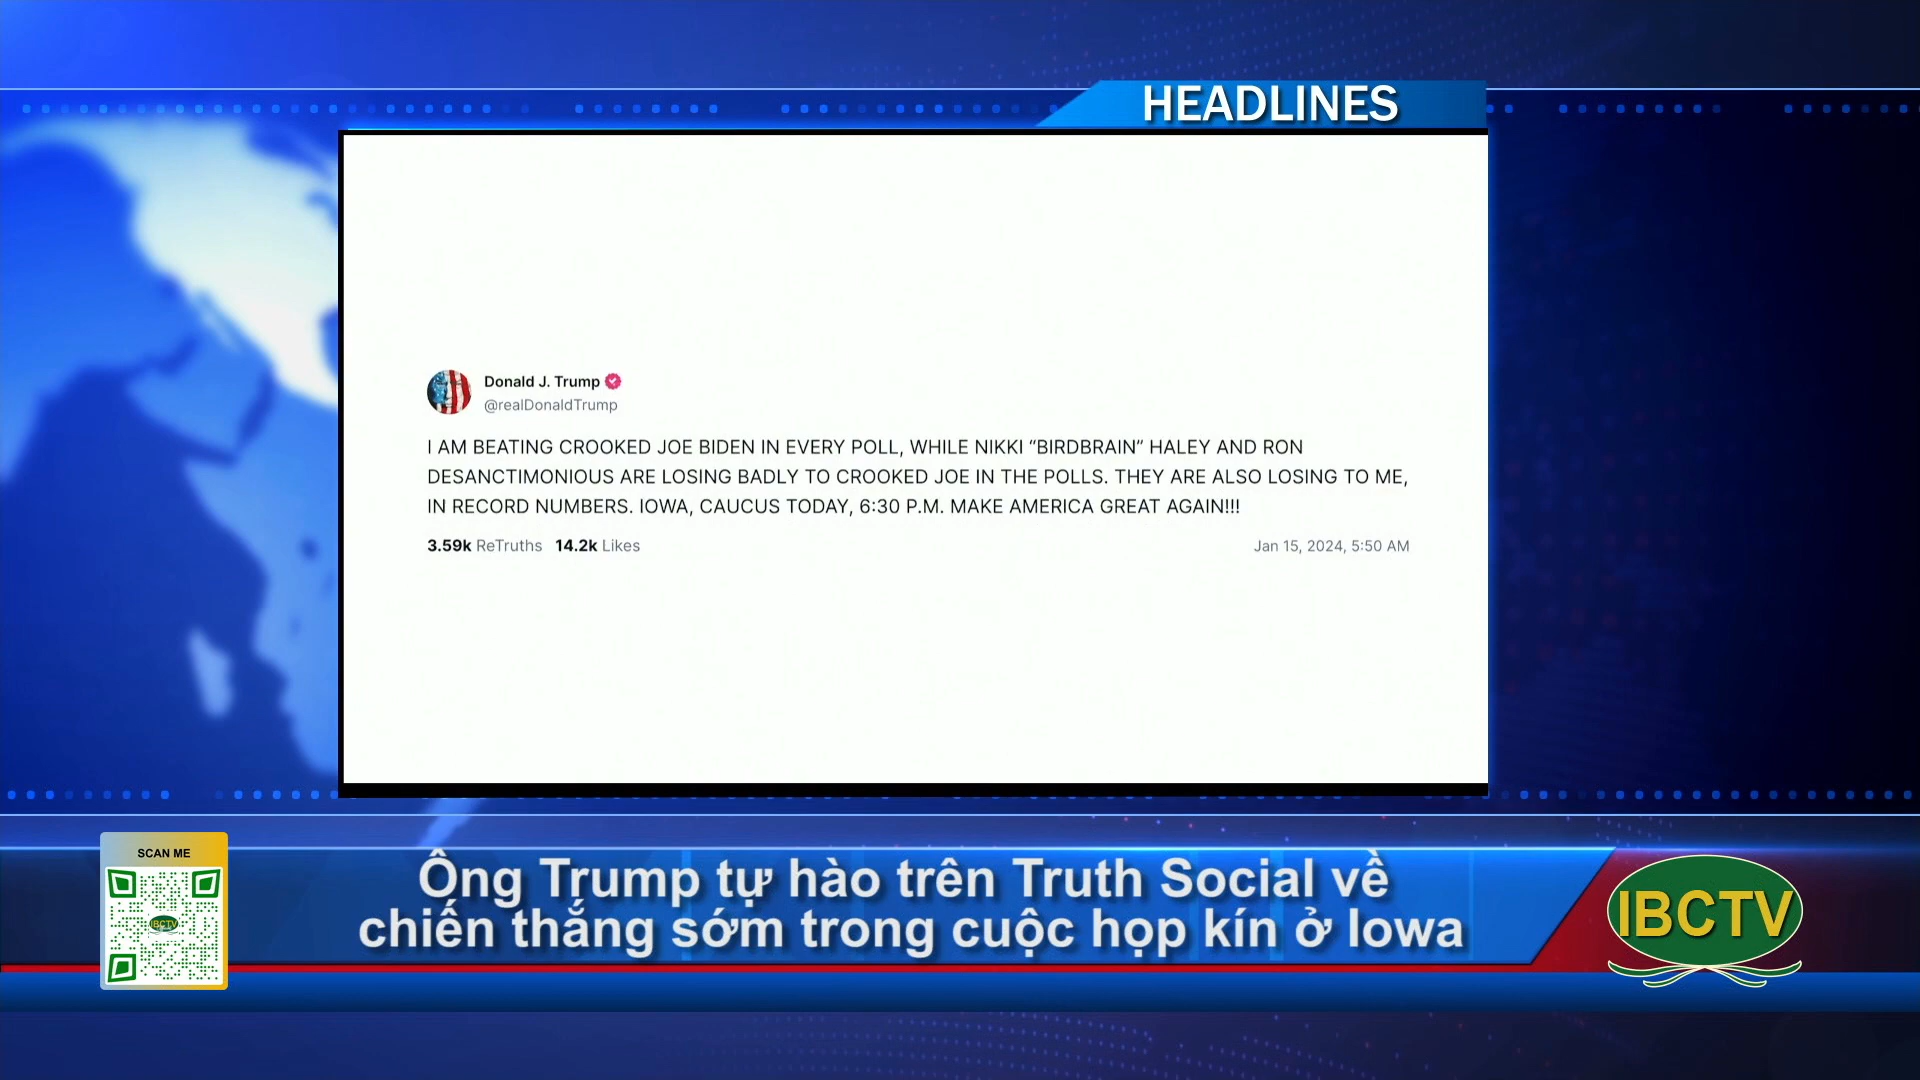 HEADLINES
Donald J. Trump
@realDonaldTrump
I AM BEATING CROOKED JOE BIDEN IN EVERY POLL, WHILE NIKKI “BIRDBRAIN” HALEY AND RON
DESANCTIMONIOUS ARE LOSING BADLY TO CROOKED JOE IN THE POLLS. THEY ARE ALSO LOSING TO ME,
IN RECORD NUMBERS. IOWA, CAUCUS TODAY, 6:30 P.M. MAKE AMERICA GREAT AGAIN!!!
3.59k ReTruths 14.2k Likes Jan 15, 2024, 5:50 AM
SCAN ME
IBCTV
Ông Trump tự hào trên Truth Social về
chiến thắng sớm trong cuộc họp kín ở Iowa
IBCTV